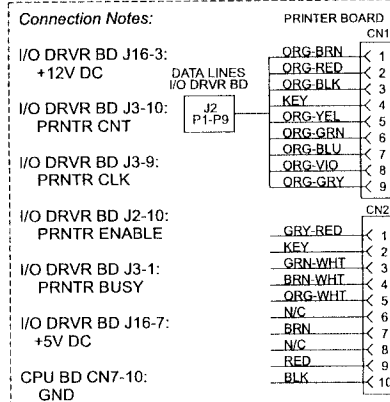 Connection Notes:
I/O DRVR BD J16-3:
+12V DC
I/O DRVR BD J3-10:
PRNTR CNT
I/O DRVR BD J3-9:
PRNTR CLK
I/O DRVR BD J2-10:
PRNTR ENABLE
I/O DRVR BD J3-1:
PRNTR BUSY
I/O DRVR BD J16-7:
+5V DC
CPU BD CN7-10:
GND
DATA LINES
I/O DRVR BD
J2
P1-P9
PRINTER BOARD
CN1
ORG-BRN 1
ORG-RED 2
ORG-BLK 3
KEY 4
ORG-YEL 5
ORG-GRN 6
ORG-BLU 7
ORG-VIO 8
ORG-GRY 9
CN2
GRY-RED 1
KEY 2
GRN-WHT 3
BRN-WHT 4
ORG-WHT 5
N/C 6
BRN 7
N/C 8
RED 9
BLK 10